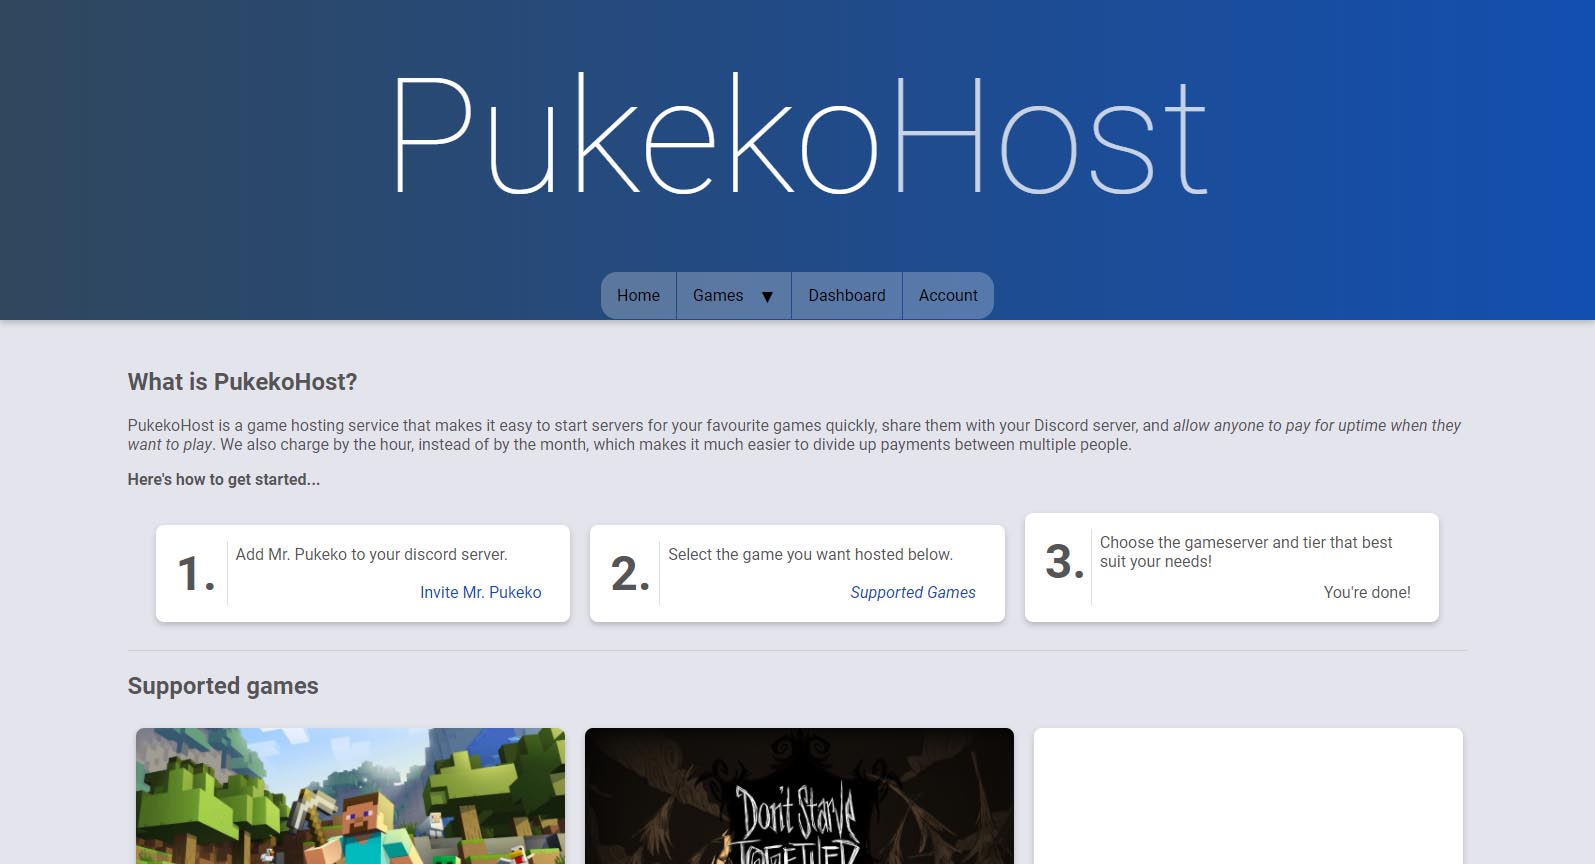 PukekoHost
Home
Games ▼
Dashboard
Account
What is PukekoHost?
PukekoHost is a game hosting service that makes it easy to start servers for your favourite games quickly, share them with your Discord server, and allow anyone to pay for uptime when they
want to play. We also charge by the hour, instead of by the month, which makes it much easier to divide up payments between multiple people.
Here's how to get started...
1.
Add Mr. Pukeko to your discord server.
Invite Mr. Pukeko
2.
Select the game you want hosted below.
Supported Games
3.
Choose the gameserver and tier that best
suit your needs!
You're done!
Supported games
Don't Starve
TOGETHER